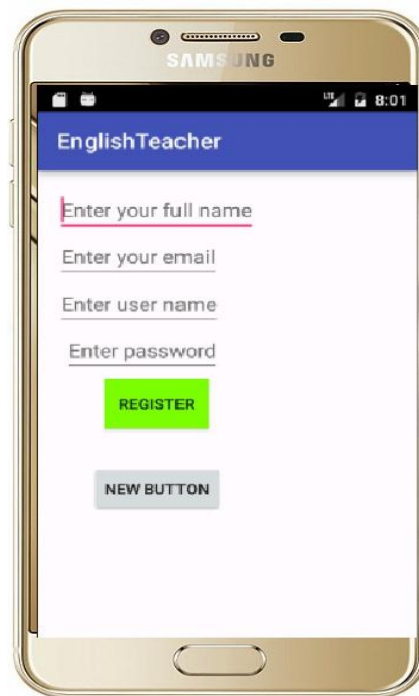 SAMSUNG
LTE 8:01
EnglishTeacher
Enter your full name
Enter your email
Enter user name
Enter password
REGISTER
NEW BUTTON